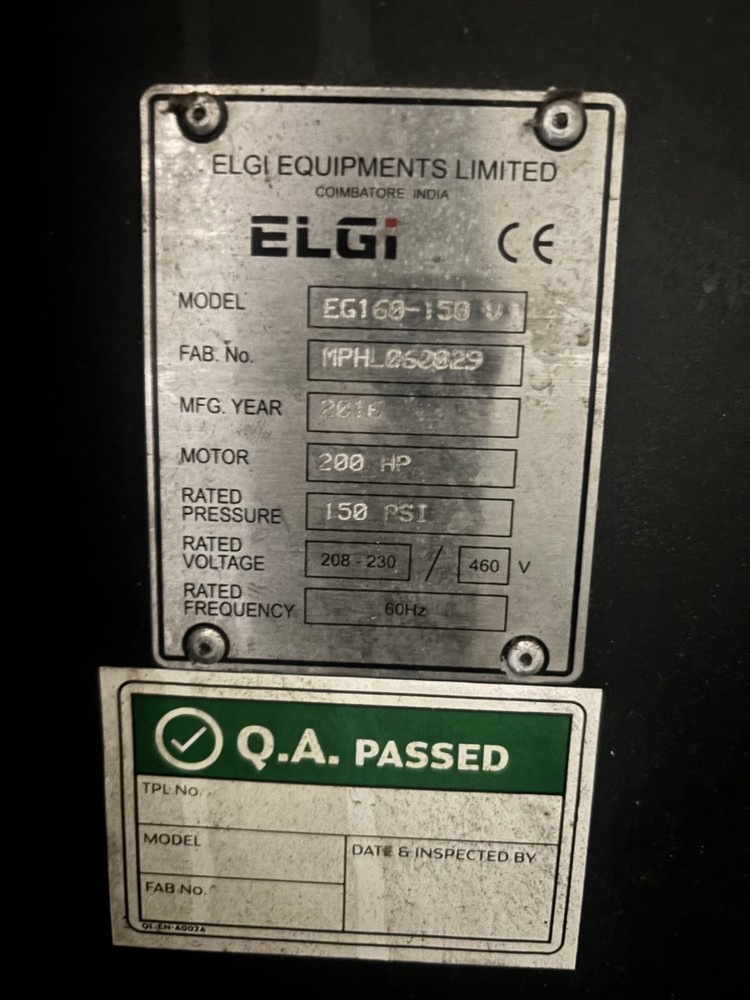 ELGI EQUIPMENTS LIMITED
COIMBATORE INDIA
ELGi CE
MODEL EG160-150 V
FAB. No. MPHL060029
MFG. YEAR 2016
MOTOR 200 HP
RATED
PRESSURE 150 PSI
RATED
VOLTAGE 208 - 230 / 460 V
RATED
FREQUENCY 60Hz
Q.A. PASSED
TPL No.
MODEL
DATE & INSPECTED BY
FAB No.